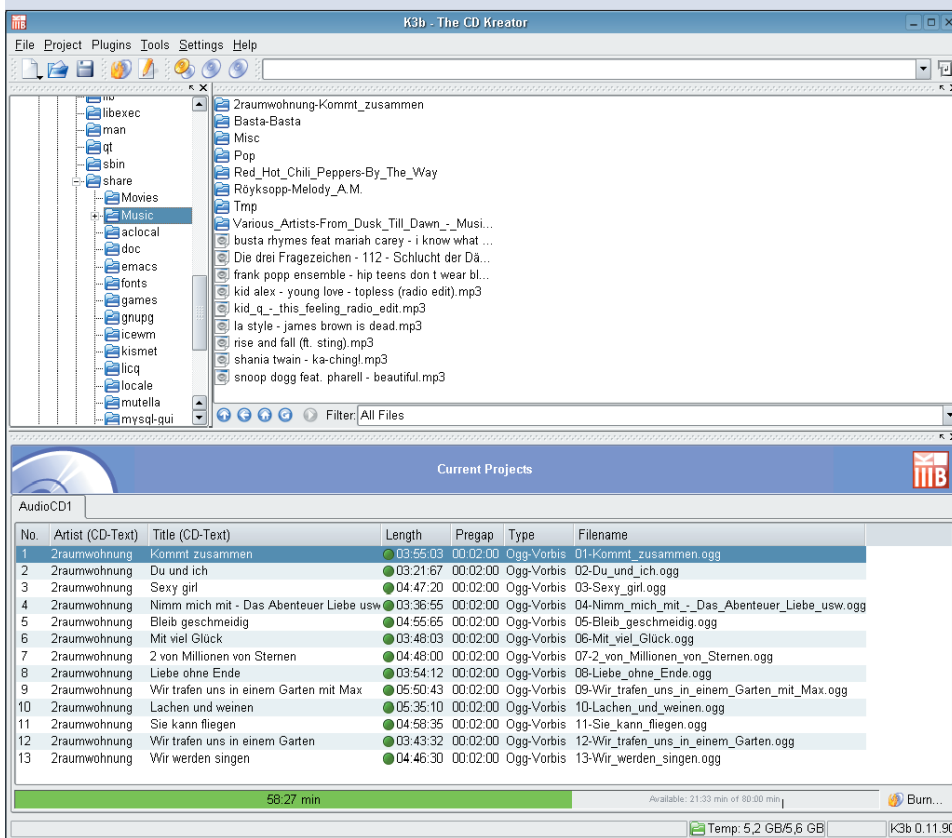 K3b - The CD Kreator
File Project Plugins Tools Settings Help
lib
libexec
man
qt
sbin
share
Movies
Music
aclocal
doc
emacs
fonts
games
gnupg
icewm
kismet
licq
locale
mutella
mysql-gui
2raumwohnung-Kommt_zusammen
Basta-Basta
Misc
Pop
Red_Hot_Chili_Peppers-By_The_Way
Röyksopp-Melody_A.M.
Tmp
Various_Artists-From_Dusk_Till_Dawn_-_Musi...
busta rhymes feat mariah carey - i know what ...
Die drei Fragezeichen - 112 - Schlucht der Dä...
frank popp ensemble - hip teens don t wear bl...
kid alex - young love - topless (radio edit).mp3
kid_q_-_this_feeling_radio_edit.mp3
la style - james brown is dead.mp3
rise and fall (ft. sting).mp3
shania twain - ka-ching!.mp3
snoop dogg feat. pharell - beautiful.mp3
Filter: All Files
Current Projects
AudioCD1
No. Artist (CD-Text) Title (CD-Text) Length Pregap Type Filename
1 2raumwohnung Kommt zusammen 03:55:03 00:02:00 Ogg-Vorbis 01-Kommt_zusammen.ogg
2 2raumwohnung Du und ich 03:21:67 00:02:00 Ogg-Vorbis 02-Du_und_ich.ogg
3 2raumwohnung Sexy girl 04:47:20 00:02:00 Ogg-Vorbis 03-Sexy_girl.ogg
4 2raumwohnung Nimm mich mit - Das Abenteuer Liebe usw 03:36:55 00:02:00 Ogg-Vorbis 04-Nimm_mich_mit_-_Das_Abenteuer_Liebe_usw.ogg
5 2raumwohnung Bleib geschmeidig 04:55:65 00:02:00 Ogg-Vorbis 05-Bleib_geschmeidig.ogg
6 2raumwohnung Mit viel Glück 03:48:03 00:02:00 Ogg-Vorbis 06-Mit_viel_Glück.ogg
7 2raumwohnung 2 von Millionen von Sternen 04:48:00 00:02:00 Ogg-Vorbis 07-2_von_Millionen_von_Sternen.ogg
8 2raumwohnung Liebe ohne Ende 03:54:12 00:02:00 Ogg-Vorbis 08-Liebe_ohne_Ende.ogg
9 2raumwohnung Wir trafen uns in einem Garten mit Max 05:50:43 00:02:00 Ogg-Vorbis 09-Wir_trafen_uns_in_einem_Garten_mit_Max.ogg
10 2raumwohnung Lachen und weinen 05:35:10 00:02:00 Ogg-Vorbis 10-Lachen_und_weinen.ogg
11 2raumwohnung Sie kann fliegen 04:58:35 00:02:00 Ogg-Vorbis 11-Sie_kann_fliegen.ogg
12 2raumwohnung Wir trafen uns in einem Garten 03:43:32 00:02:00 Ogg-Vorbis 12-Wir_trafen_uns_in_einem_Garten.ogg
13 2raumwohnung Wir werden singen 04:46:30 00:02:00 Ogg-Vorbis 13-Wir_werden_singen.ogg
58:27 min Available: 21:33 min of 80:00 min Burn...
Temp: 5,2 GB/5,6 GB K3b 0.11.90